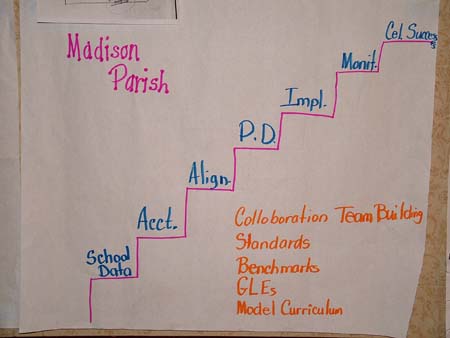 Madison
Parish
Cel. Success
Monit.
Impl.
P.D.
Align.
Acct.
School
Data
Colloboration Team Building
Standards
Benchmarks
GLEs
Model Curriculum